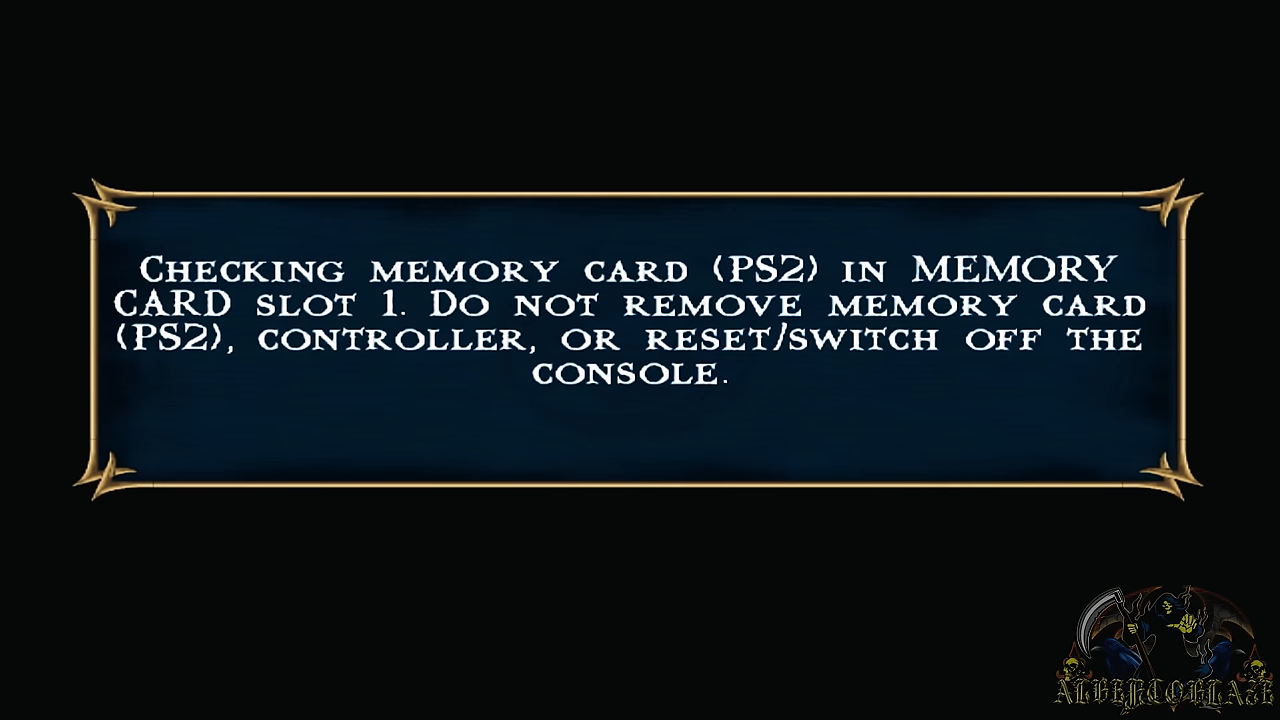 Checking memory card (PS2) in MEMORY
CARD slot 1. Do not remove memory card
(PS2), controller, or reset/switch off the
console.